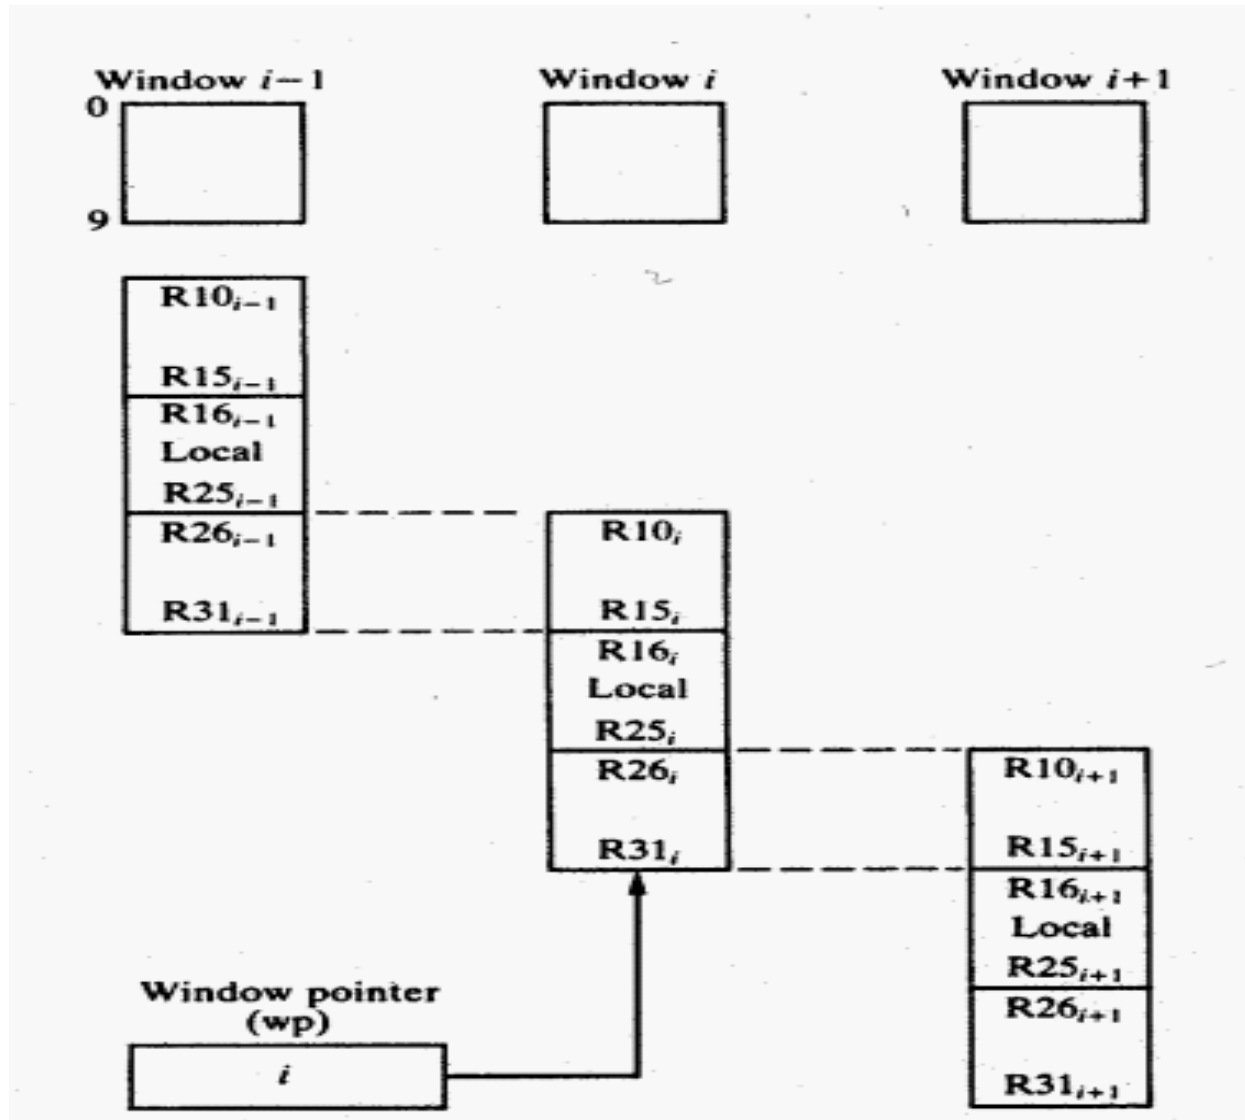 Window i−1 Window i Window i+1
0
9
R10i−1
R15i−1
R16i−1
Local
R25i−1
R26i−1
R31i−1
R10i
R15i
R16i
Local
R25i
R26i
R31i
R10i+1
R15i+1
R16i+1
Local
R25i+1
R26i+1
R31i+1
Window pointer
(wp)
i